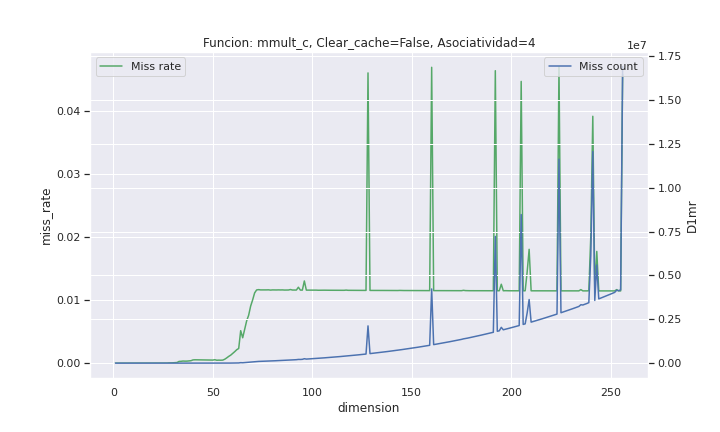 Funcion: mmult_c, Clear_cache=False, Asociatividad=4
1e7
Miss rate
Miss count
0.04
0.03
0.02
0.01
0.00
miss_rate
1.75
1.50
1.25
1.00
0.75
0.50
0.25
0.00
D1mr
0
50
100
150
200
250
dimension